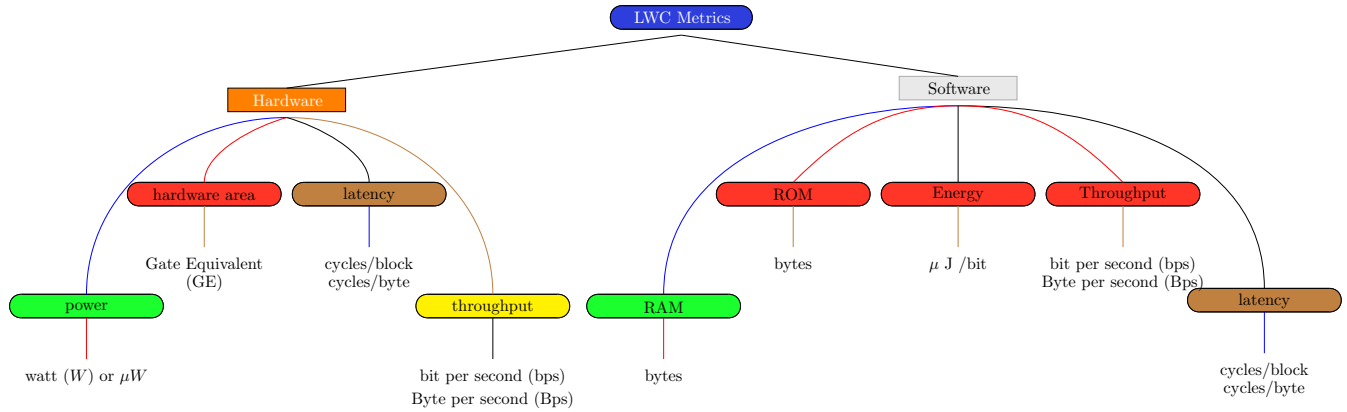 LWC Metrics
Hardware
Software
hardware area
latency
ROM
Energy
Throughput
Gate Equivalent
(GE)
cycles/block
cycles/byte
bytes
μ J /bit
bit per second (bps)
Byte per second (Bps)
power
throughput
RAM
latency
watt (W) or μW
bit per second (bps)
Byte per second (Bps)
bytes
cycles/block
cycles/byte